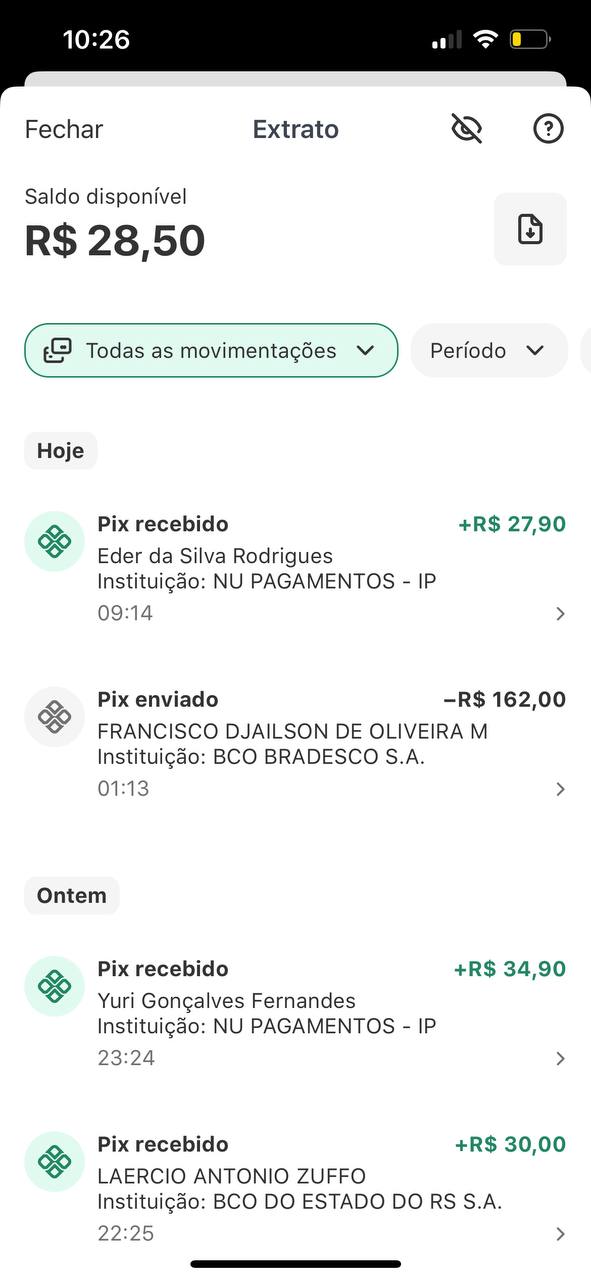 10:26
Fechar
Extrato
Saldo disponível
R$ 28,50
Todas as movimentações
Período
Hoje
Pix recebido
+R$ 27,90
Eder da Silva Rodrigues
Instituição: NU PAGAMENTOS - IP
09:14
Pix enviado
–R$ 162,00
FRANCISCO DJAILSON DE OLIVEIRA M
Instituição: BCO BRADESCO S.A.
01:13
Ontem
Pix recebido
+R$ 34,90
Yuri Gonçalves Fernandes
Instituição: NU PAGAMENTOS - IP
23:24
Pix recebido
+R$ 30,00
LAERCIO ANTONIO ZUFFO
Instituição: BCO DO ESTADO DO RS S.A.
22:25